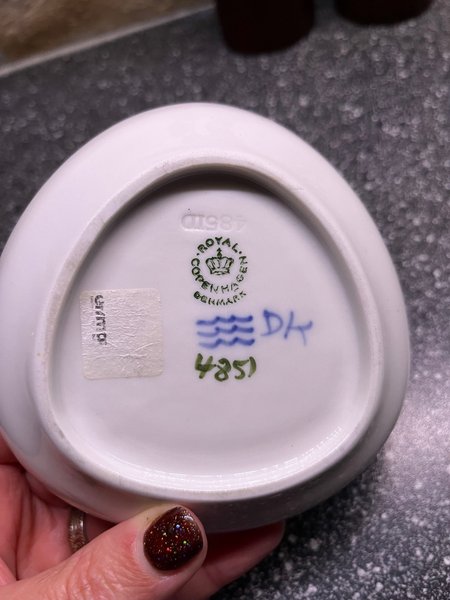 ROYAL
COPENHAGEN
DENMARK
DK
4851